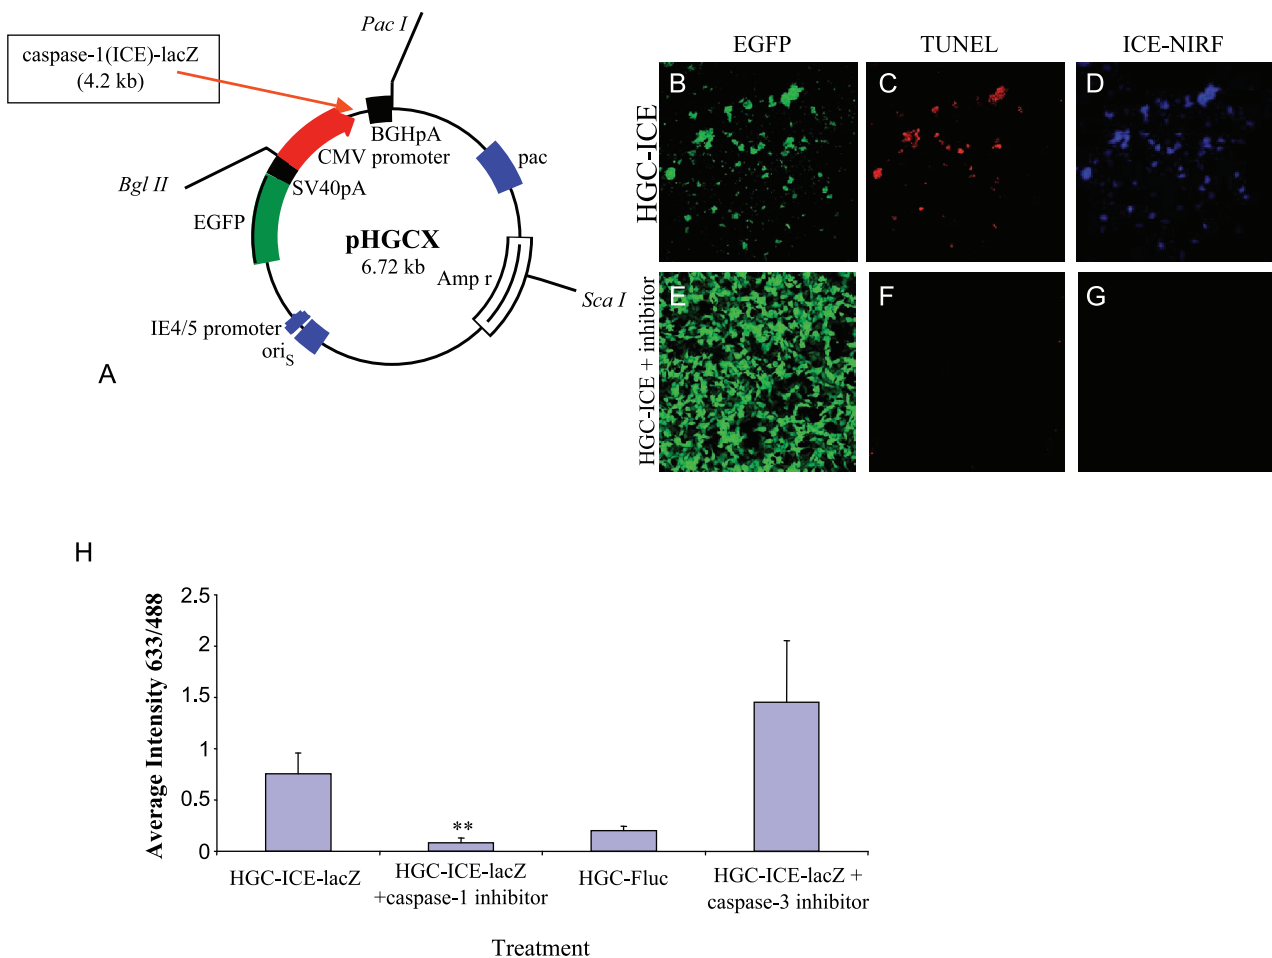 caspase-1(ICE)-lacZ
(4.2 kb)
Pac I
BGHpA
CMV promoter
pac
Bgl II
SV40pA
EGFP
pHGCX
6.72 kb
Amp r
Sca I
IE4/5 promoter
oriS
A
EGFP
TUNEL
ICE-NIRF
HGC-ICE
B
C
D
HGC-ICE + inhibitor
E
F
G
H
Average Intensity 633/488
2.5
2
1.5
1
0.5
0
**
HGC-ICE-lacZ
HGC-ICE-lacZ
+caspase-1 inhibitor
HGC-Fluc
HGC-ICE-lacZ +
caspase-3 inhibitor
Treatment